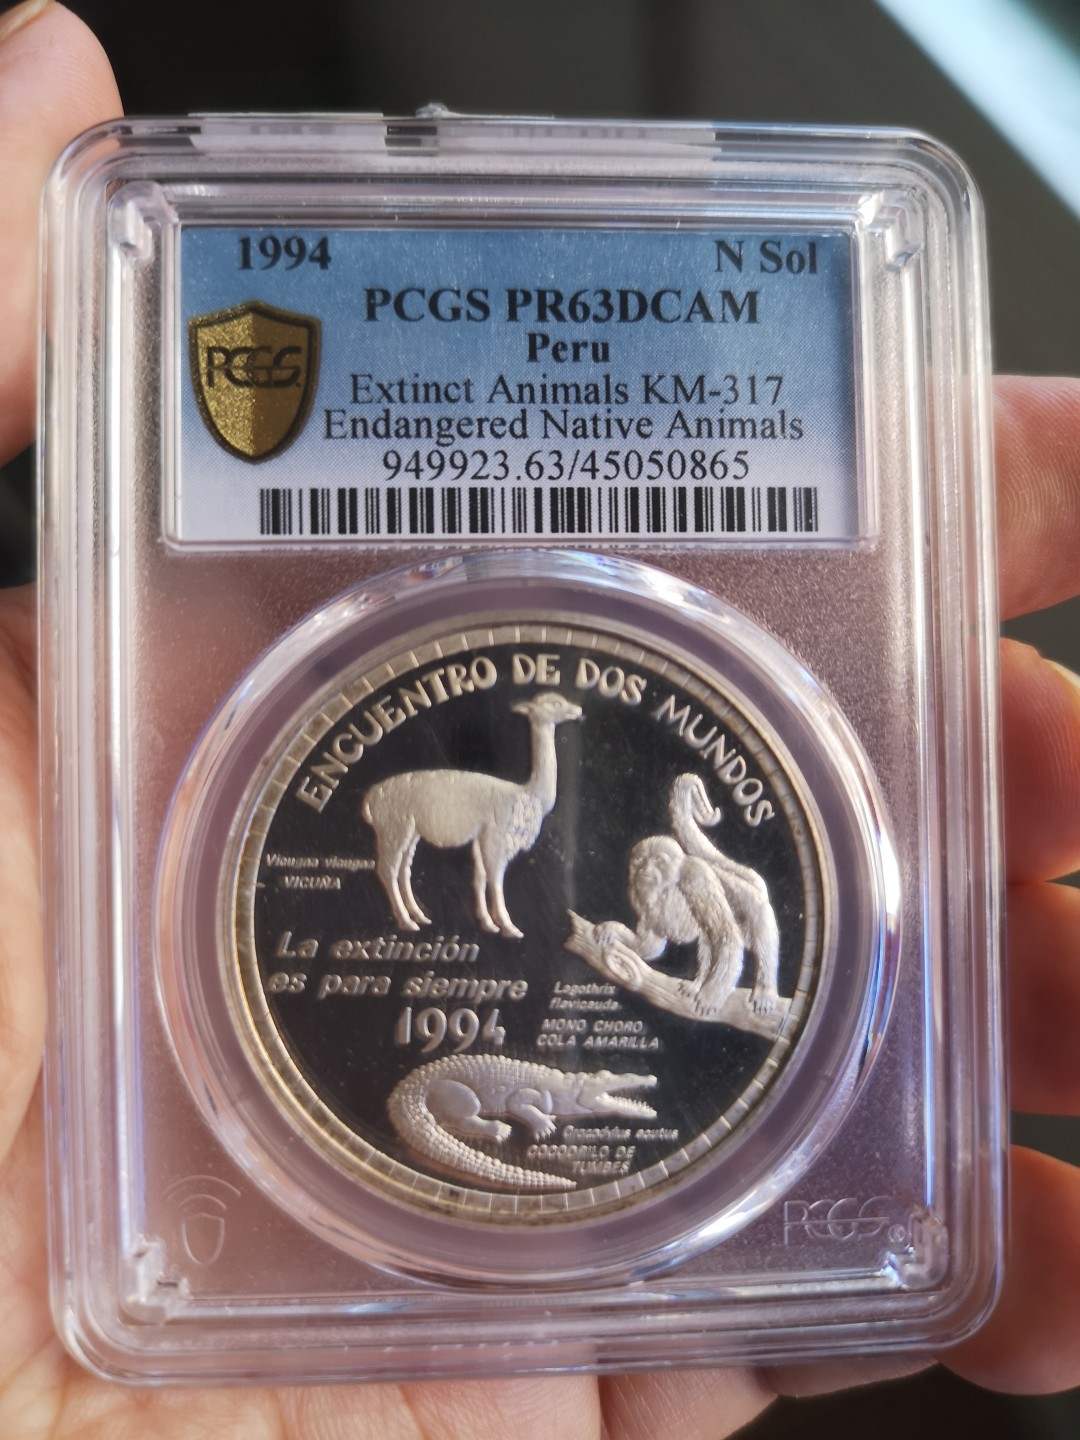 1994 N Sol
PCGS PR63DCAM
PCGS
Peru
Extinct Animals KM-317
Endangered Native Animals
949923.63/45050865
ENCUENTRO DE DOS MUNDOS
Vicugna vicugna
VICUÑA
La extinción
es para siempre
1994
Lagothrix
flavicauda
MONO CHORO
COLA AMARILLA
Crocodylus acutus
COCODRILO DE
TUMBES
PCGS®